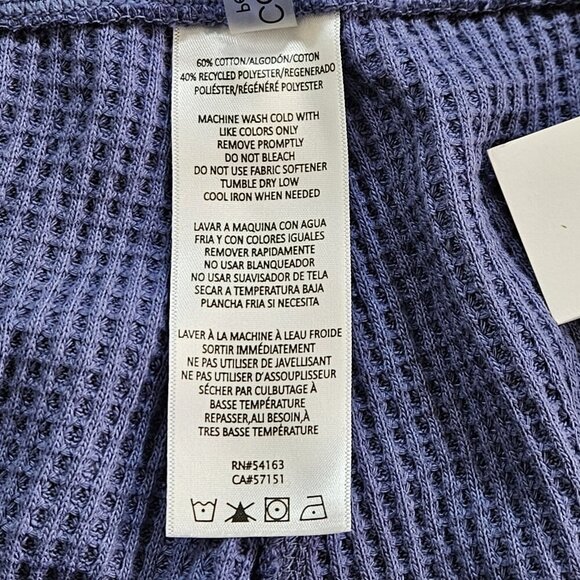 60% COTTON/ALGODÓN/COTON
40% RECYCLED POLYESTER/REGENERADO
POLIÉSTER/RÉGÉNÉRÉ POLYESTER
MACHINE WASH COLD WITH
LIKE COLORS ONLY
REMOVE PROMPTLY
DO NOT BLEACH
DO NOT USE FABRIC SOFTENER
TUMBLE DRY LOW
COOL IRON WHEN NEEDED
LAVAR A MAQUINA CON AGUA
FRIA Y CON COLORES IGUALES
REMOVER RAPIDAMENTE
NO USAR BLANQUEADOR
NO USAR SUAVISADOR DE TELA
SECAR A TEMPERATURA BAJA
PLANCHA FRIA SI NECESITA
LAVER À LA MACHINE À LEAU FROIDE
SORTIR IMMÉDIATEMENT
NE PAS UTILISER DE JAVELLISANT
NE PAS UTILISER D'ASSOUPLISSEUR
SÉCHER PAR CULBUTAGE À
BASSE TEMPÉRATURE
REPASSER,ALI BESOIN,À
TRES BASSE TEMPÉRATURE
RN#54163
CA#57151